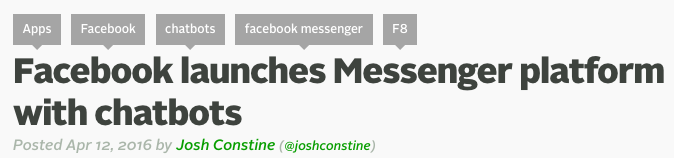 Apps Facebook chatbots facebook messenger F8
Facebook launches Messenger platform
with chatbots
Posted Apr 12, 2016 by Josh Constine (@joshconstine)